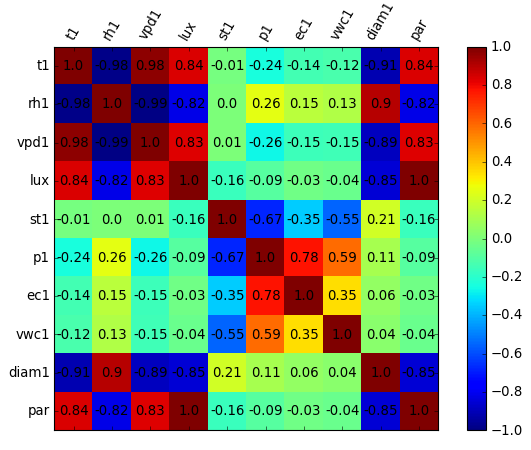 t1 rh1 vpd1 lux st1 p1 ec1 vwc1 diam1 par
t1 1.0 -0.98 0.98 0.84 -0.01 -0.24 -0.14 -0.12 -0.91 0.84
rh1 -0.98 1.0 -0.99 -0.82 0.0 0.26 0.15 0.13 0.9 -0.82
vpd1 0.98 -0.99 1.0 0.83 0.01 -0.26 -0.15 -0.15 -0.89 0.83
lux 0.84 -0.82 0.83 1.0 -0.16 -0.09 -0.03 -0.04 -0.85 1.0
st1 -0.01 0.0 0.01 -0.16 1.0 -0.67 -0.35 -0.55 0.21 -0.16
p1 -0.24 0.26 -0.26 -0.09 -0.67 1.0 0.78 0.59 0.11 -0.09
ec1 -0.14 0.15 -0.15 -0.03 -0.35 0.78 1.0 0.35 0.06 -0.03
vwc1 -0.12 0.13 -0.15 -0.04 -0.55 0.59 0.35 1.0 0.04 -0.04
diam1 -0.91 0.9 -0.89 -0.85 0.21 0.11 0.06 0.04 1.0 -0.85
par 0.84 -0.82 0.83 1.0 -0.16 -0.09 -0.03 -0.04 -0.85 1.0
1.0
0.8
0.6
0.4
0.2
0.0
−0.2
−0.4
−0.6
−0.8
−1.0